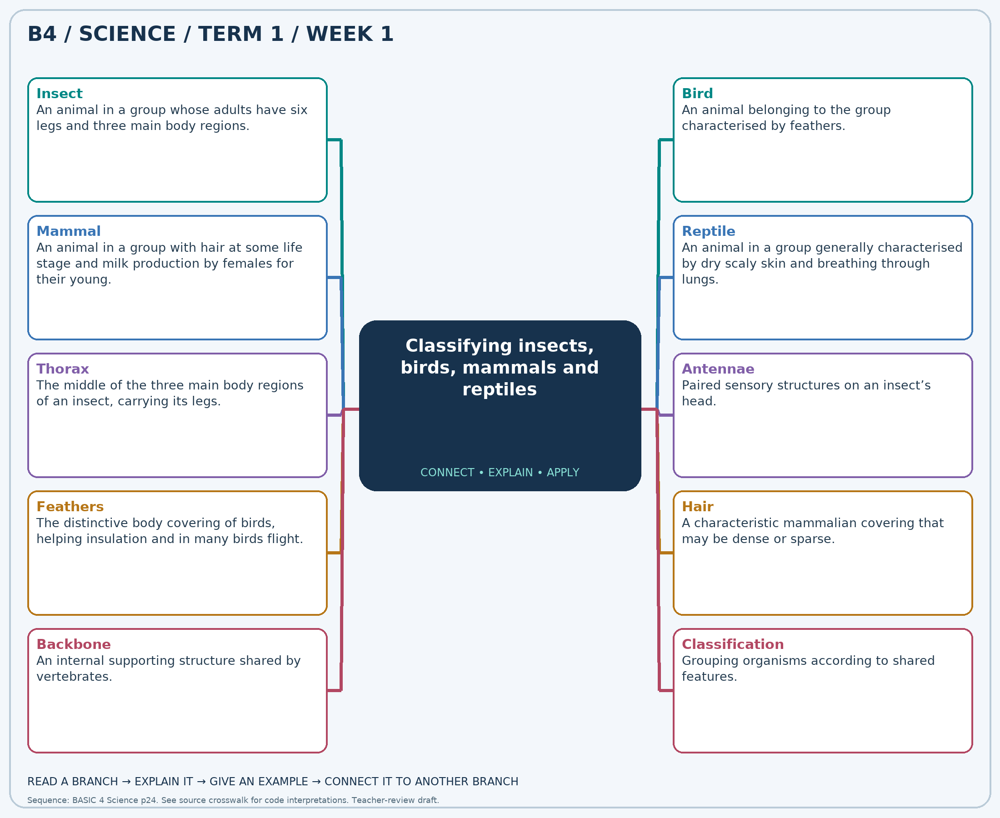 B4 / SCIENCE / TERM 1 / WEEK 1
Insect
An animal in a group whose adults have six
legs and three main body regions.
Mammal
An animal in a group with hair at some life
stage and milk production by females for
their young.
Thorax
The middle of the three main body regions
of an insect, carrying its legs.
Feathers
The distinctive body covering of birds,
helping insulation and in many birds flight.
Backbone
An internal supporting structure shared by
vertebrates.
Classifying insects,
birds, mammals and
reptiles
CONNECT • EXPLAIN • APPLY
Bird
An animal belonging to the group
characterised by feathers.
Reptile
An animal in a group generally characterised
by dry scaly skin and breathing through
lungs.
Antennae
Paired sensory structures on an insect’s
head.
Hair
A characteristic mammalian covering that
may be dense or sparse.
Classification
Grouping organisms according to shared
features.
READ A BRANCH → EXPLAIN IT → GIVE AN EXAMPLE → CONNECT IT TO ANOTHER BRANCH
Sequence: BASIC 4 Science p24. See source crosswalk for code interpretations. Teacher-review draft.